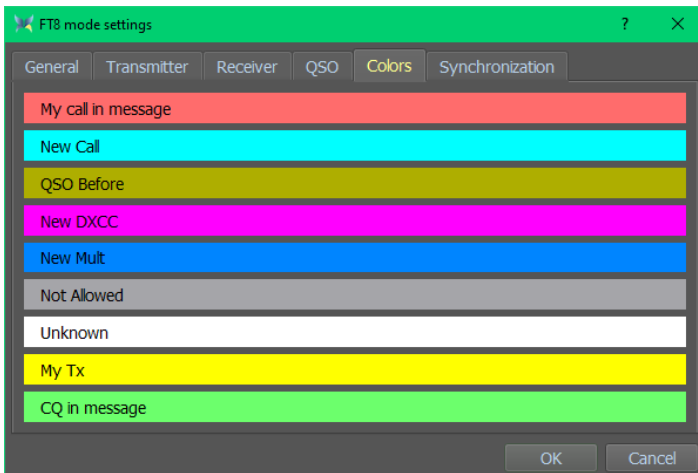 FT8 mode settings
General Transmitter Receiver QSO Colors Synchronization
My call in message
New Call
QSO Before
New DXCC
New Mult
Not Allowed
Unknown
My Tx
CQ in message
OK Cancel